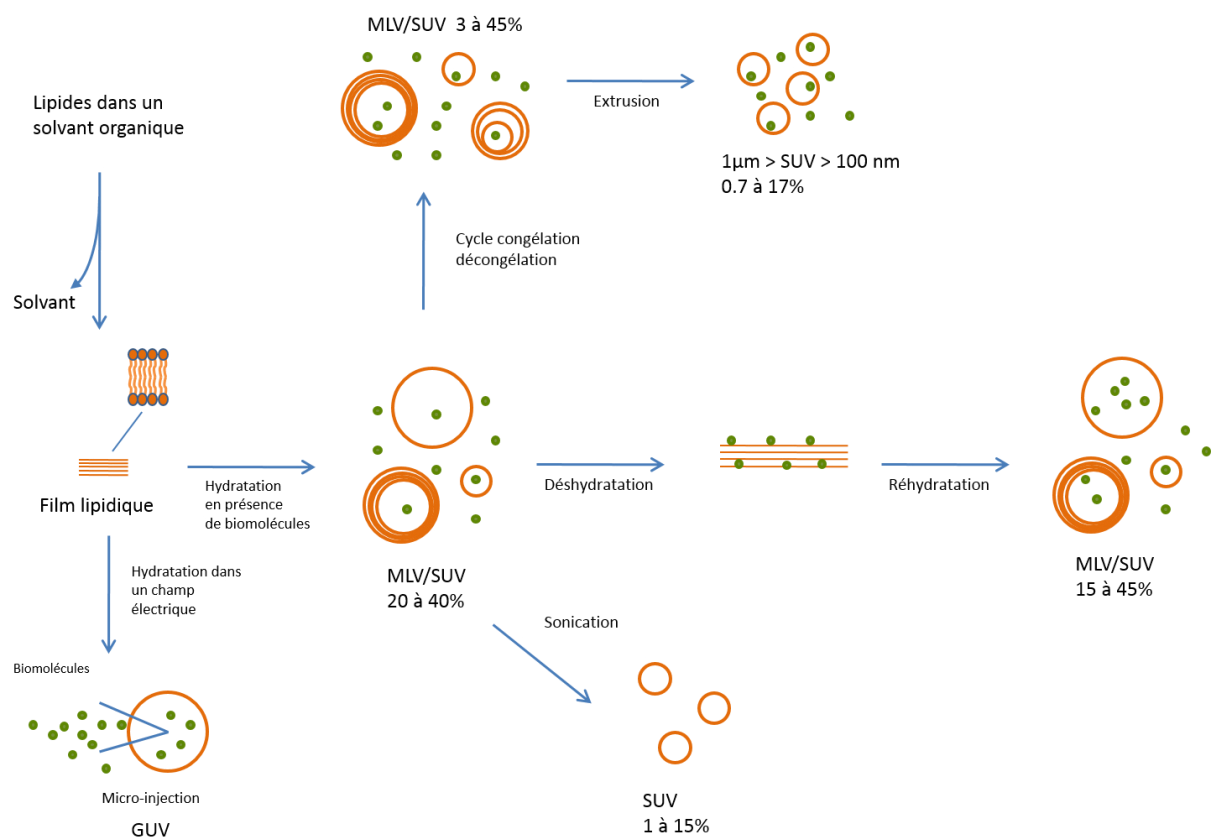 MLV/SUV 3 à 45%
Extrusion
Lipides dans un
solvant organique
1µm > SUV > 100 nm
0.7 à 17%
Cycle congélation
décongélation
Solvant
Film lipidique
Hydratation
en présence
de biomolécules
Déshydratation
Réhydratation
MLV/SUV
20 à 40%
MLV/SUV
15 à 45%
Hydratation dans
un champ
électrique
Sonication
Biomolécules
Micro-injection
GUV
SUV
1 à 15%